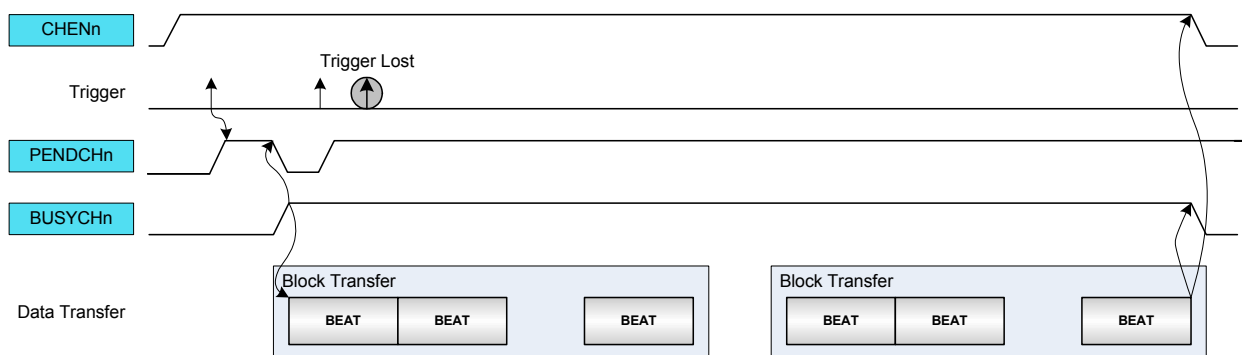 CHENn
Trigger Lost
Trigger
PENDCHn
BUSYCHn
Block Transfer
Block Transfer
Data Transfer
BEAT
BEAT
BEAT
BEAT
BEAT
BEAT